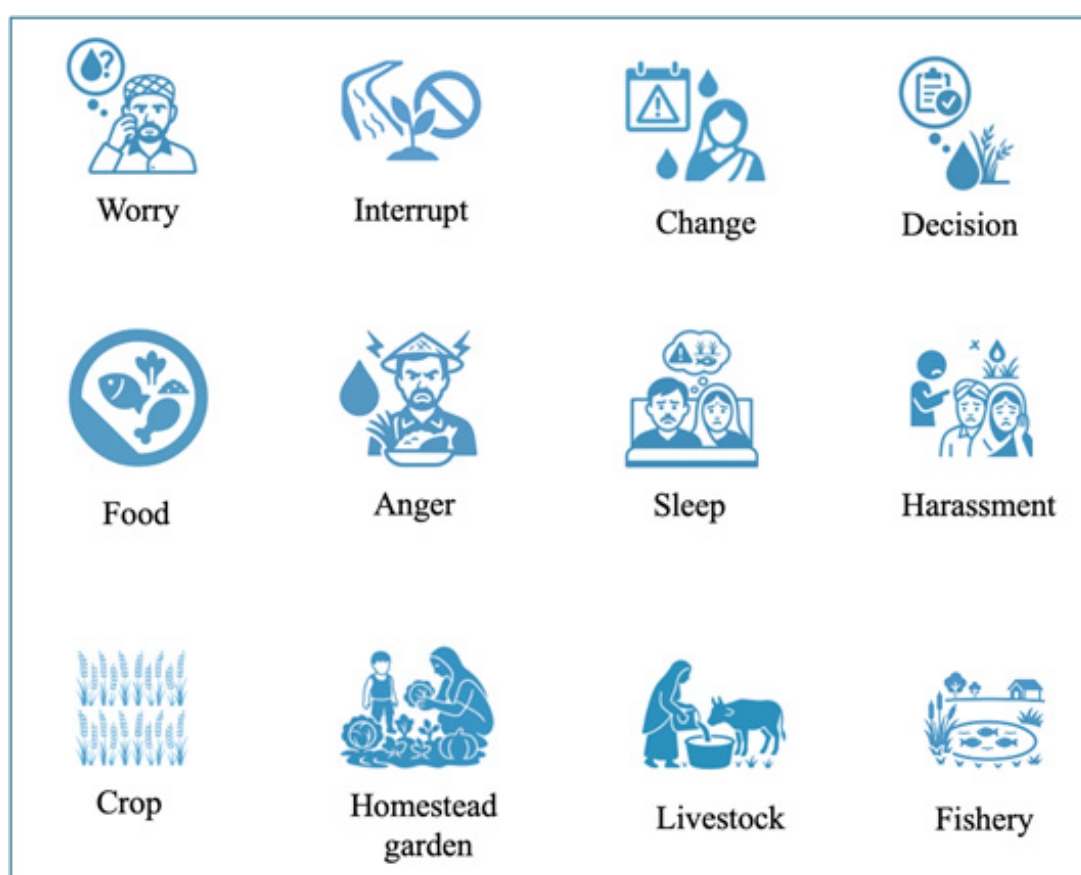 Worry
Interrupt
Change
Decision
Food
Anger
Sleep
Harassment
Crop
Homestead
garden
Livestock
Fishery